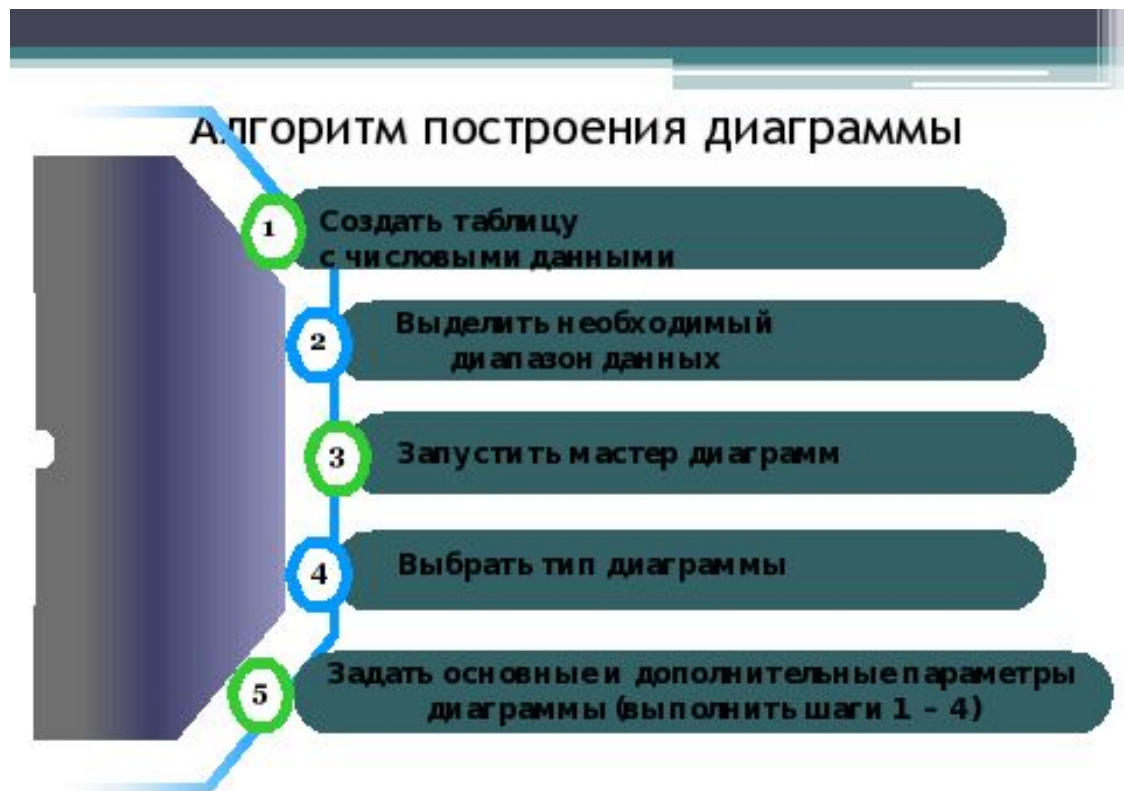 Алгоритм построения диаграммы
1
Создать таблицу
с числовыми данными
2
Выделить необходимый
диапазон данных
3
Запустить мастер диаграмм
4
Выбрать тип диаграммы
5
Задать основные и дополнительные параметры
диаграммы (выполнить шаги 1 – 4)